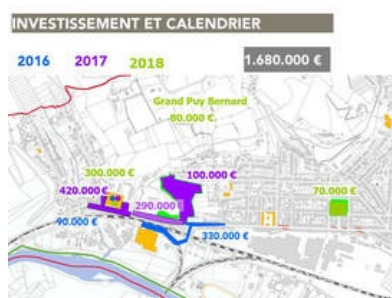 INVESTISSEMENT ET CALENDRIER
2016 2017 2018 1.680.000 €
Grand Puy Bernard
80.000 €.
300.000 € 100.000 €
420.000 € 290.000 € 70.000 €
90.000 € 330.000 €